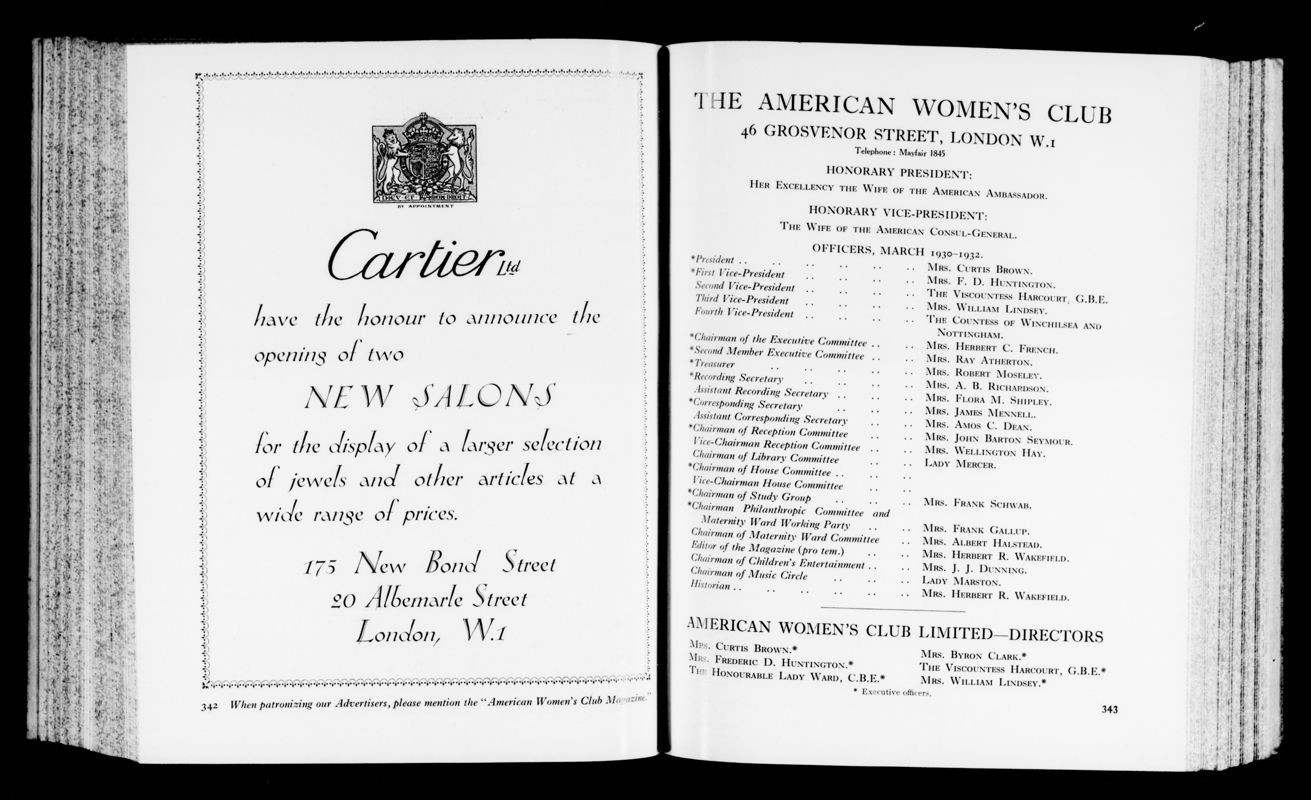 DIEV ET MON DROIT
BY APPOINTMENT
Cartier Ltd
have the honour to announce the
opening of two
NEW SALONS
for the display of a larger selection
of jewels and other articles at a
wide range of prices.
175 New Bond Street
20 Albemarle Street
London, W.1
342 When patronizing our Advertisers, please mention the "American Women's Club Magazine."
THE AMERICAN WOMEN'S CLUB
46 GROSVENOR STREET, LONDON W.1
Telephone: Mayfair 1845
HONORARY PRESIDENT:
HER EXCELLENCY THE WIFE OF THE AMERICAN AMBASSADOR.
HONORARY VICE-PRESIDENT:
THE WIFE OF THE AMERICAN CONSUL-GENERAL.
OFFICERS, MARCH 1930-1932.
*President .. .. .. .. .. .. MRS. CURTIS BROWN.
*First Vice-President .. .. .. .. MRS. F. D. HUNTINGTON.
Second Vice-President .. .. .. .. THE VISCOUNTESS HARCOURT, G.B.E.
Third Vice-President .. .. .. .. MRS. WILLIAM LINDSEY.
Fourth Vice-President .. .. .. .. THE COUNTESS OF WINCHILSEA AND
NOTTINGHAM.
*Chairman of the Executive Committee .. .. MRS. HERBERT C. FRENCH.
*Second Member Executive Committee .. .. MRS. RAY ATHERTON.
*Treasurer .. .. .. .. .. MRS. ROBERT MOSELEY.
*Recording Secretary .. .. .. .. MRS. A. B. RICHARDSON.
Assistant Recording Secretary .. .. .. MRS. FLORA M. SHIPLEY.
*Corresponding Secretary .. .. .. MRS. JAMES MENNELL.
Assistant Corresponding Secretary .. .. MRS. AMOS C. DEAN.
*Chairman of Reception Committee .. .. MRS. JOHN BARTON SEYMOUR.
Vice-Chairman Reception Committee .. .. MRS. WELLINGTON HAY.
Chairman of Library Committee .. .. LADY MERCER.
*Chairman of House Committee .. .. ..
Vice-Chairman House Committee .. ..
*Chairman of Study Group .. .. .. MRS. FRANK SCHWAB.
*Chairman Philanthropic Committee and
Maternity Ward Working Party .. .. MRS. FRANK GALLUP.
Chairman of Maternity Ward Committee .. MRS. ALBERT HALSTEAD.
Editor of the Magazine (pro tem.) .. .. MRS. HERBERT R. WAKEFIELD.
Chairman of Children's Entertainment .. .. MRS. J. J. DUNNING.
Chairman of Music Circle .. .. .. LADY MARSTON.
Historian .. .. .. .. .. .. MRS. HERBERT R. WAKEFIELD.
AMERICAN WOMEN'S CLUB LIMITED—DIRECTORS
MRS. CURTIS BROWN.* MRS. BYRON CLARK.*
MRS. FREDERIC D. HUNTINGTON.* THE VISCOUNTESS HARCOURT, G.B.E.*
THE HONOURABLE LADY WARD, C.B.E.* MRS. WILLIAM LINDSEY.*
* Executive officers.
343